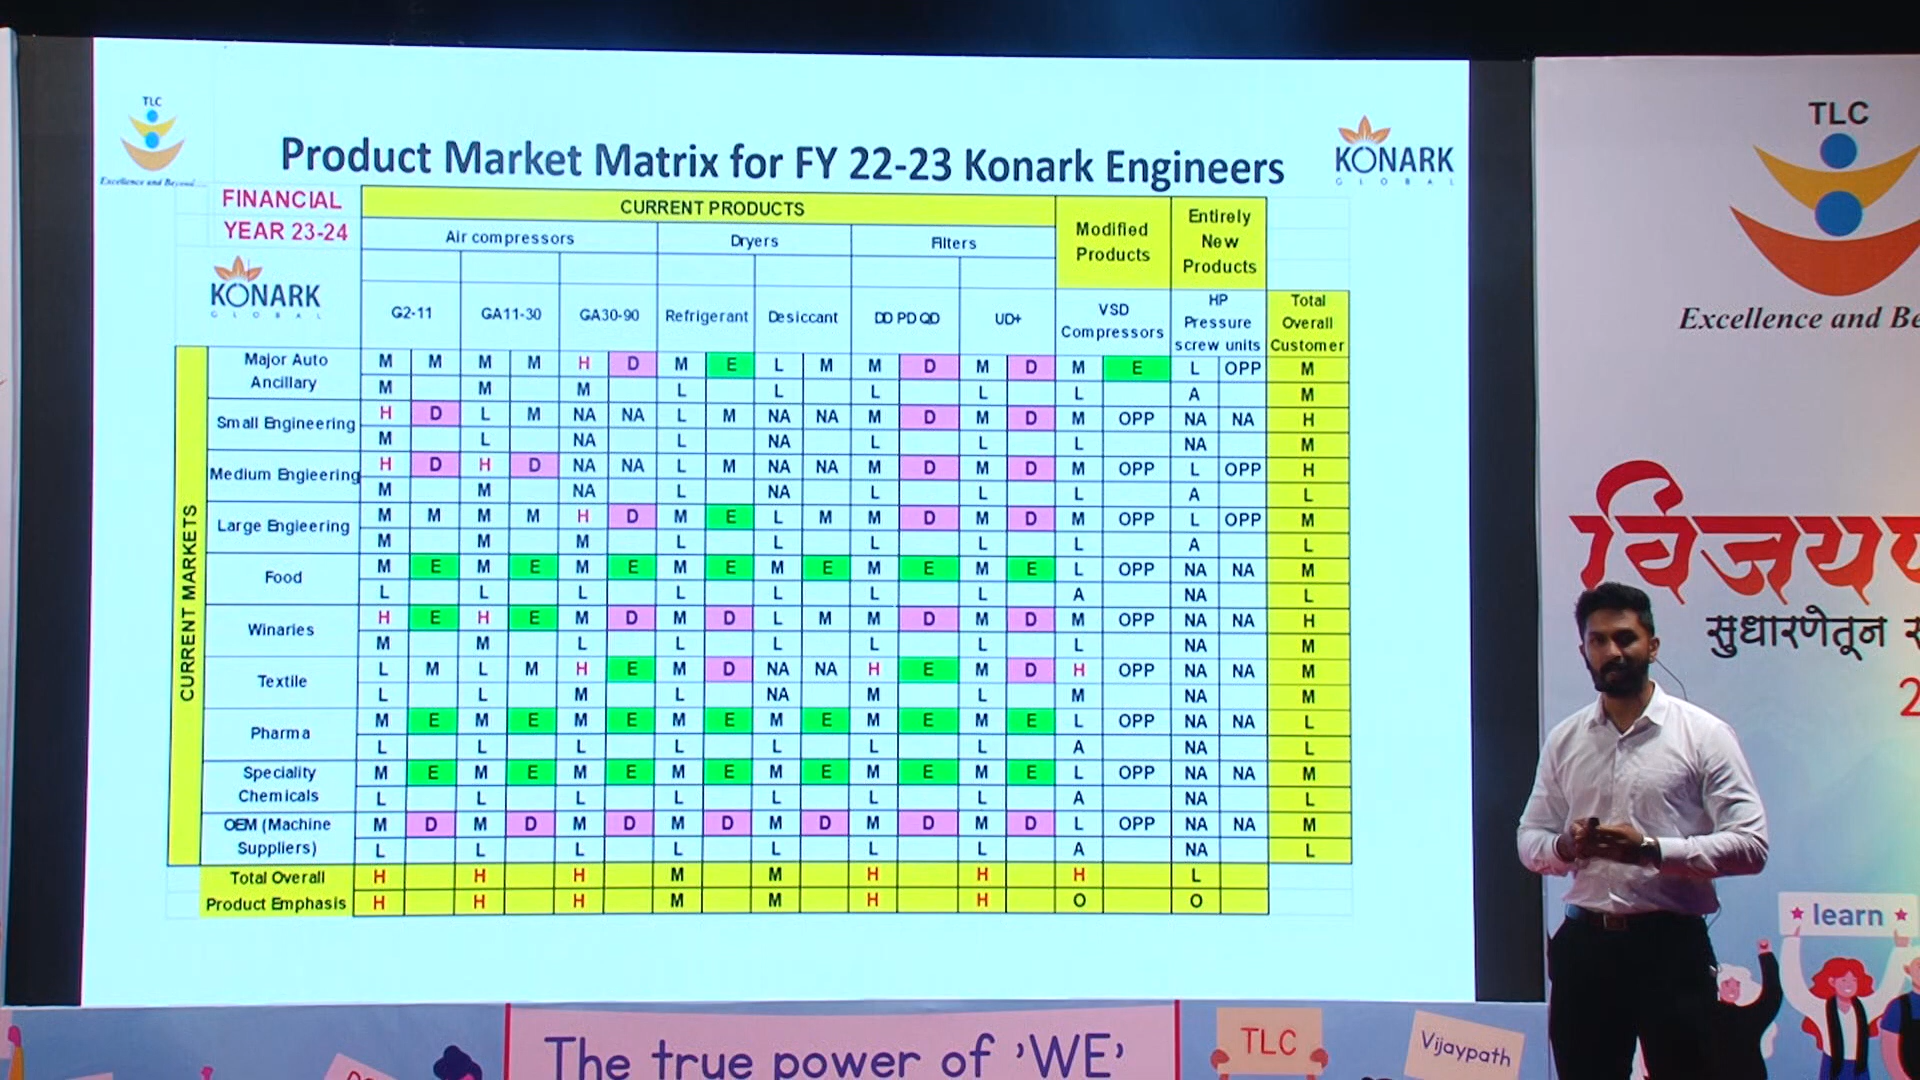 TLC
Excellence and Beyond....
Product Market Matrix for FY 22-23 Konark Engineers
KONARK
GLOBAL
FINANCIAL
YEAR 23-24
KONARK
GLOBAL
CURRENT PRODUCTS
Modified
Products
Entirely
New
Products
Air compressors Dryers Filters
G2-11 GA11-30 GA30-90 Refrigerant Desiccant DD PD QD UD+
VSD
Compressors
HP
Pressure
screw units
Total
Overall
Customer
CURRENT MARKETS
Major Auto
Ancillary
M M M M H D M E L M M D M D M E L OPP M
M M M L L L L L A M
Small Engineering
H D L M NA NA L M NA NA M D M D M OPP NA NA H
M L NA L NA L L L NA M
Medium Engieering
H D H D NA NA L M NA NA M D M D M OPP L OPP H
M M NA L NA L L L A L
Large Engieering
M M M M H D M E L M M D M D M OPP L OPP M
M M M L L L L L A L
Food
M E M E M E M E M E M E M E L OPP NA NA M
L L L L L L L A NA L
Winaries
H E H E M D M D L M M D M D M OPP NA NA H
M M L L L L L L NA M
Textile
L M L M H E M D NA NA H E M D H OPP NA NA M
L L M L NA M L M NA M
Pharma
M E M E M E M E M E M E M E L OPP NA NA L
L L L L L L L A NA L
Speciality
Chemicals
M E M E M E M E M E M E M E L OPP NA NA M
L L L L L L L A NA L
OEM (Machine
Suppliers)
M D M D M D M D M D M D M D L OPP NA NA M
L L L L L L L A NA L
Total Overall H H H M M H H H L
Product Emphasis H H H M M H H O O
TLC
Excellence and Be
विजयप
सुधारणेतून
2
learn
The true power of 'WE'
TLC
Vijaypath